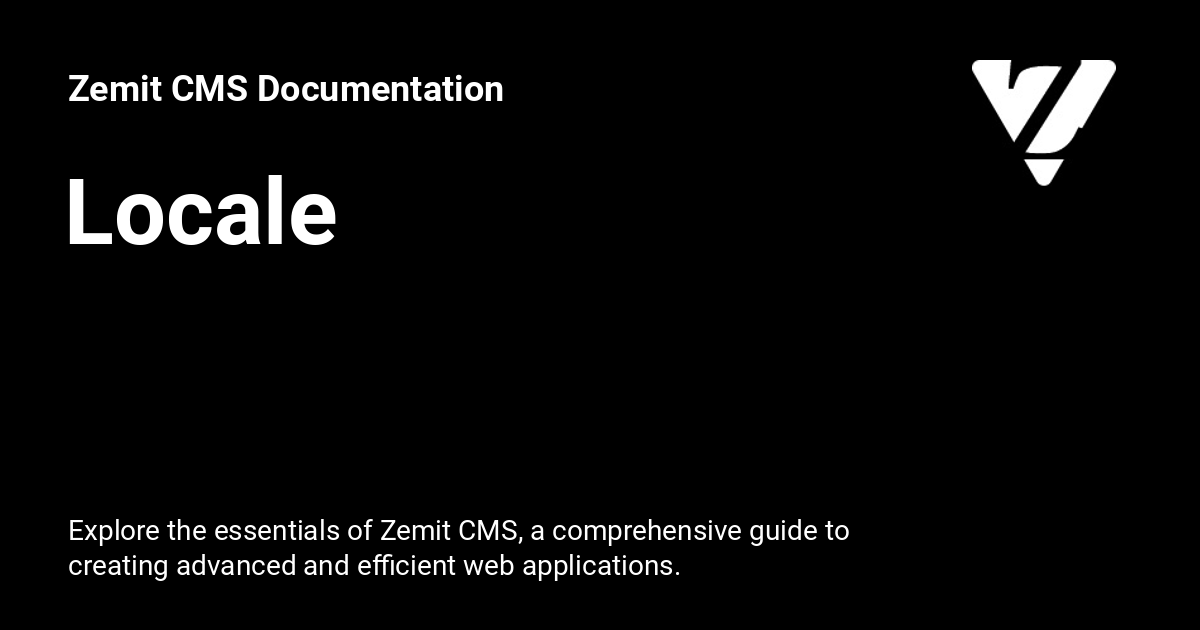 Zemit CMS Documentation
Locale
Explore the essentials of Zemit CMS, a comprehensive guide to
creating advanced and efficient web applications.